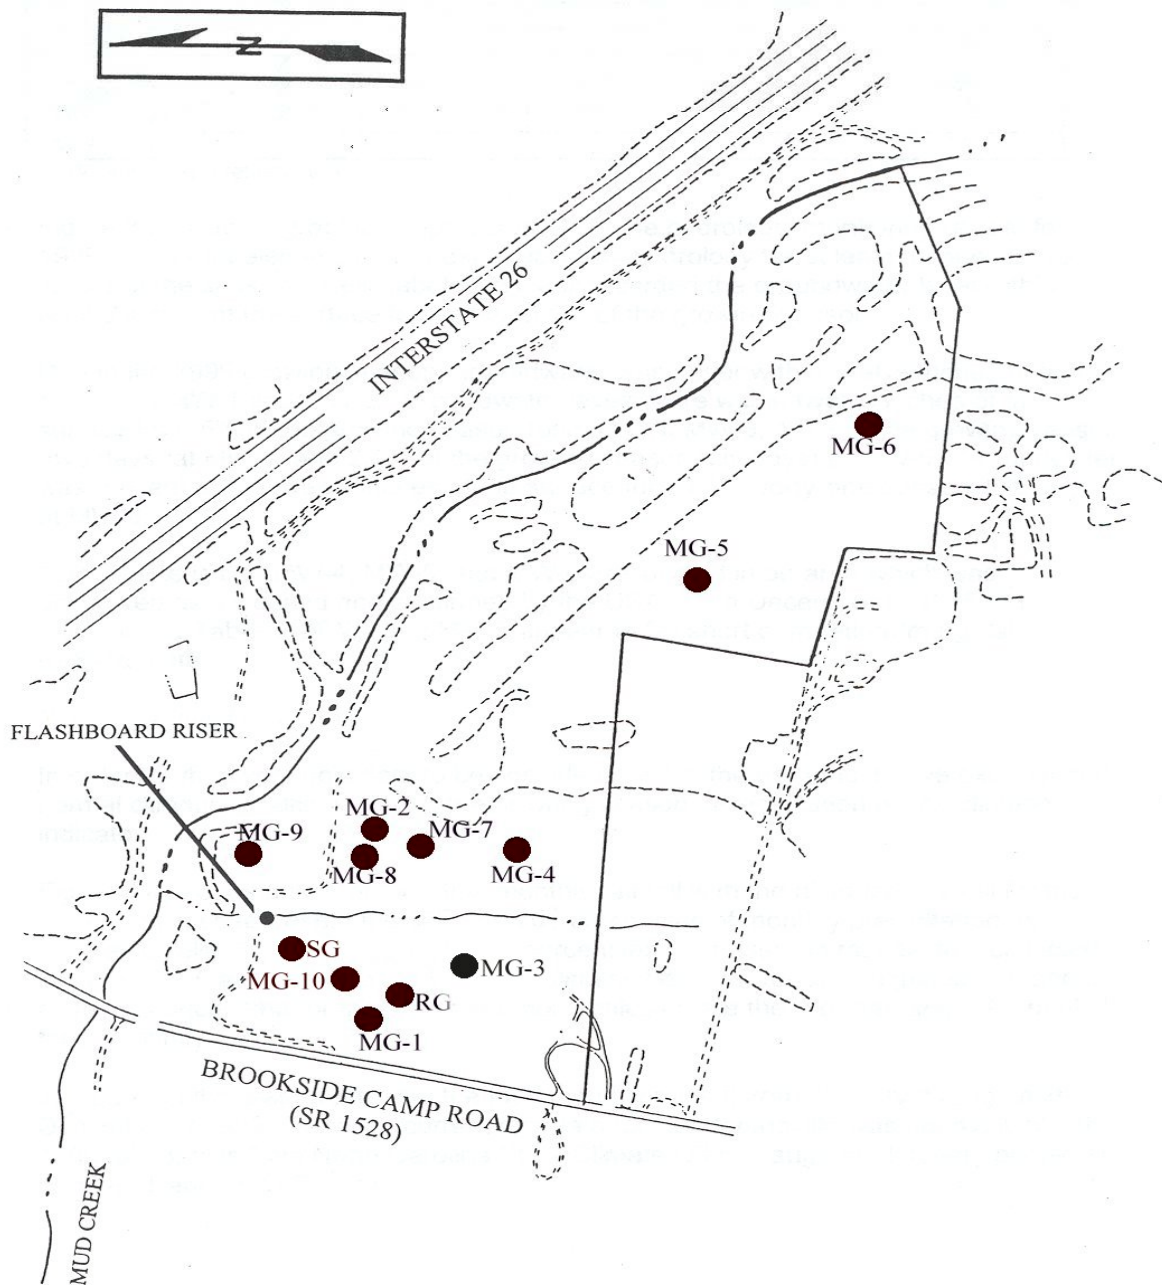 N
INTERSTATE 26
MG-6
MG-5
FLASHBOARD RISER
MG-2
MG-7
MG-9
MG-8
MG-4
SG
MG-10
MG-3
RG
MG-1
BROOKSIDE CAMP ROAD
(SR 1528)
MUD CREEK